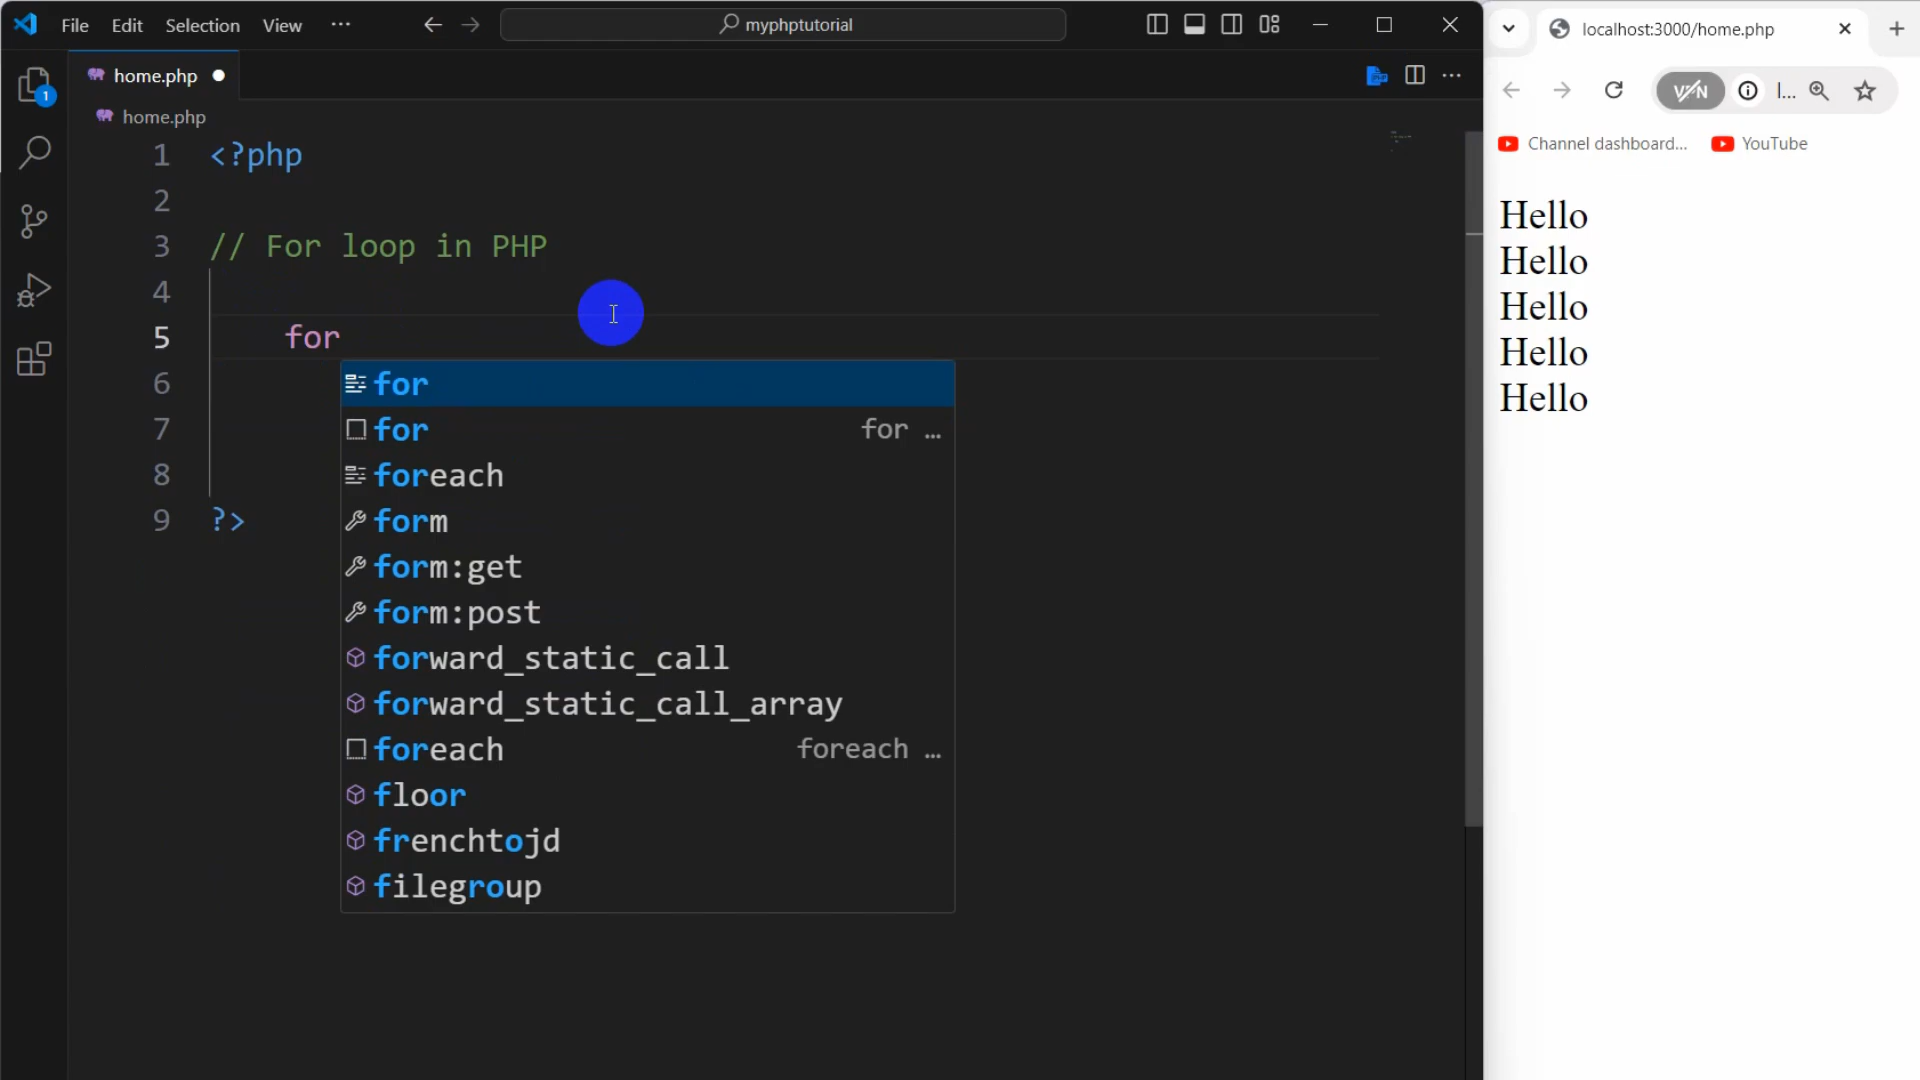 File Edit Selection View ··· myphptutorial
home.php
home.php
1 <?php
2
3 // For loop in PHP
4
5 for
6
7
8
9 ?>
for
for for …
foreach
form
form:get
form:post
forward_static_call
forward_static_call_array
foreach foreach …
floor
frenchtojd
filegroup
1
localhost:3000/home.php
VPN l...
Channel dashboard... YouTube
Hello
Hello
Hello
Hello
Hello